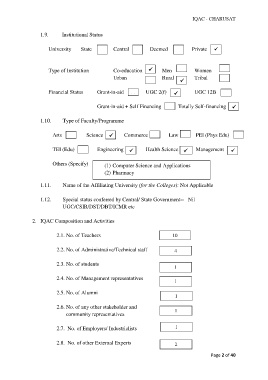 IQAC - CHARUSAT
1.9. Institutional Status
University State Central Deemed Private ✓
Type of Institution Co-education ✓ Men Women
Urban Rural ✓ Tribal
Financial Status Grant-in-aid UGC 2(f) ✓ UGC 12B
Grant-in-aid + Self Financing Totally Self-financing ✓
1.10. Type of Faculty/Programme
Arts Science ✓ Commerce Law PEI (Phys Edu)
TEI (Edu) Engineering ✓ Health Science ✓ Management ✓
Others (Specify) (1) Computer Science and Applications
(2) Pharmacy
1.11. Name of the Affiliating University (for the Colleges): Not Applicable
1.12. Special status conferred by Central/ State Government-- Nil
UGC/CSIR/DST/DBT/ICMR etc
2. IQAC Composition and Activities
2.1. No. of Teachers 10
2.2. No. of Administrative/Technical staff 4
2.3. No. of students 1
2.4. No. of Management representatives 1
2.5. No. of Alumni 1
2.6. No. of any other stakeholder and
community representatives
2.7. No. of Employers/ Industrialists 1
2.8. No. of other External Experts 2
Page 2 of 40